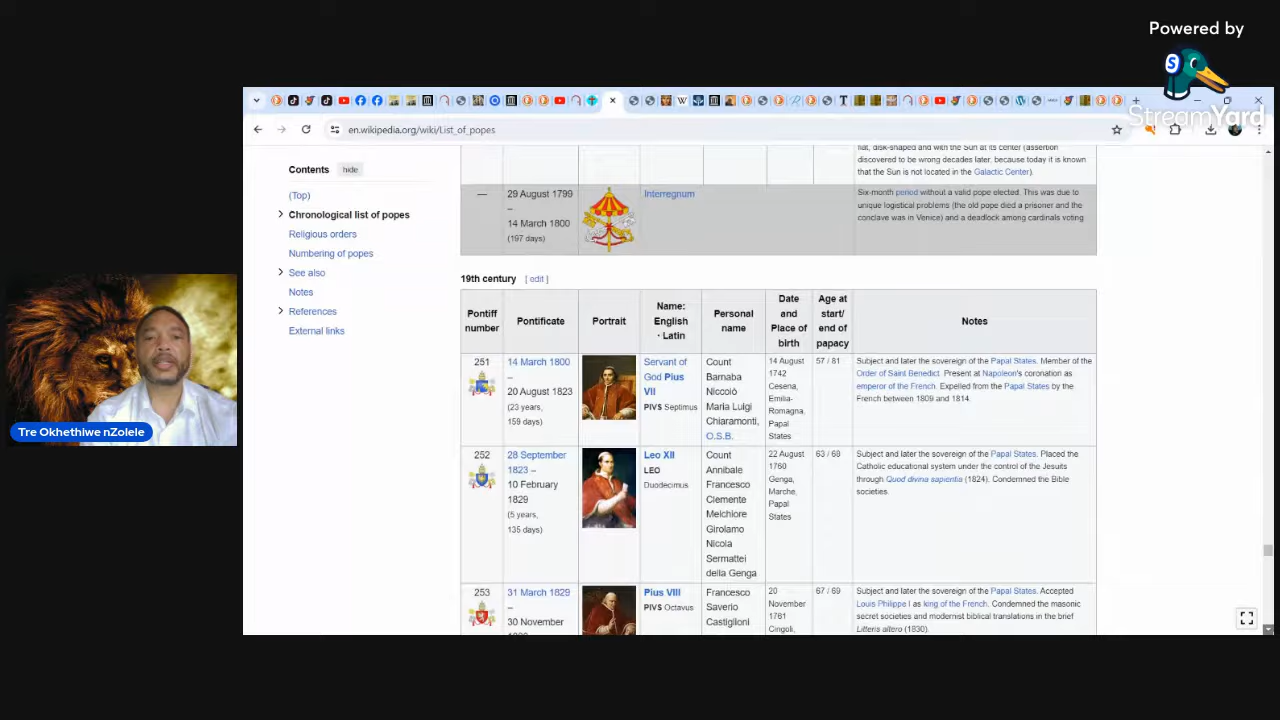 Powered by
S
StreamYard
en.wikipedia.org/wiki/List_of_popes
Contents hide
(Top)
Chronological list of popes
Religious orders
Numbering of popes
See also
Notes
References
External links
flat, disk-shaped and with the Sun at its center (assertion
discovered to be wrong decades later, because today it is known
that the Sun is not located in the Galactic Center).
— 29 August 1799
–
14 March 1800
(197 days)
Interregnum
Six-month period without a valid pope elected. This was due to
unique logistical problems (the old pope died a prisoner and the
conclave was in Venice) and a deadlock among cardinals voting
19th century [ edit ]
Pontiff
number
Pontificate
Portrait
Name:
English
· Latin
Personal
name
Date
and
Place of
birth
Age at
start/
end of
papacy
Notes
251
14 March 1800
–
20 August 1823
(23 years,
159 days)
Servant of
God Pius
VII
PIVS Septimus
Count
Barnaba
Niccolò
Maria Luigi
Chiaramonti,
O.S.B.
14 August
1742
Cesena,
Emilia-
Romagna,
Papal
States
57 / 81
Subject and later the sovereign of the Papal States. Member of the
Order of Saint Benedict. Present at Napoleon's coronation as
emperor of the French. Expelled from the Papal States by the
French between 1809 and 1814.
252
28 September
1823 –
10 February
1829
(5 years,
135 days)
Leo XII
LEO
Duodecimus
Count
Annibale
Francesco
Clemente
Melchiore
Girolamo
Nicola
Sermattei
della Genga
22 August
1760
Genga,
Marche,
Papal
States
63 / 68
Subject and later the sovereign of the Papal States. Placed the
Catholic educational system under the control of the Jesuits
through Quod divina sapientia (1824). Condemned the Bible
societies.
253
31 March 1829
–
30 November
Pius VIII
PIVS Octavus
Francesco
Saverio
Castiglioni
20
November
1761
Cingoli,
67 / 69
Subject and later the sovereign of the Papal States. Accepted
Louis Philippe I as king of the French. Condemned the masonic
secret societies and modernist biblical translations in the brief
Litteris altero (1830).
Tre Okhethiwe nZolele